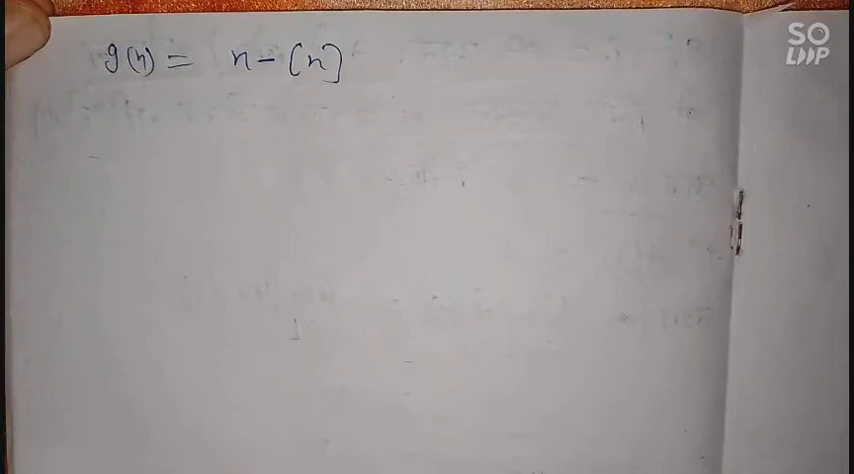 g(n) = n - [n]
SO
LOOP